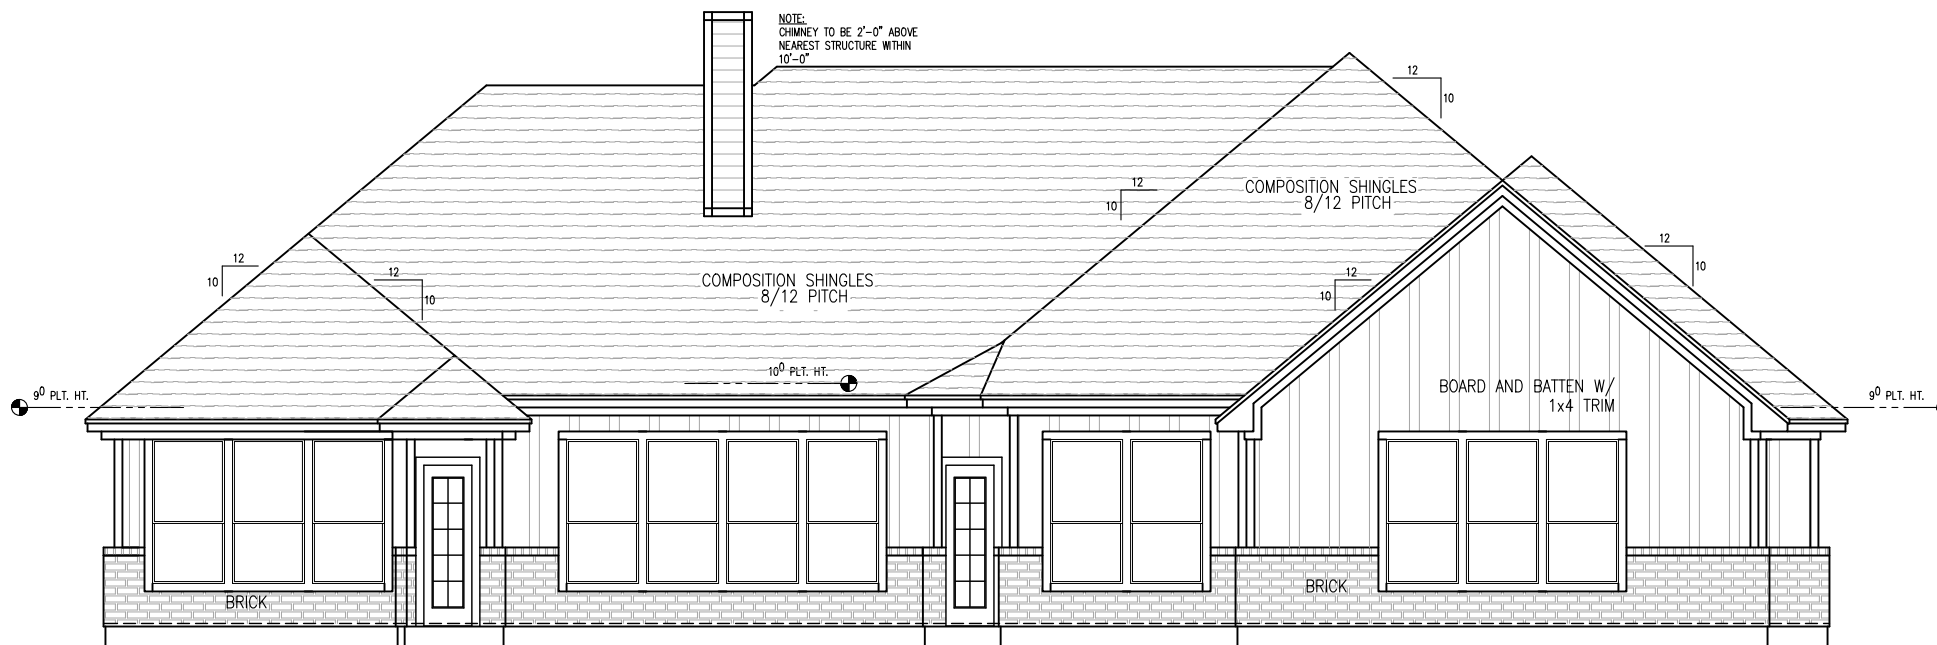 NOTE:
CHIMNEY TO BE 2'-0" ABOVE
NEAREST STRUCTURE WITHIN
10'-0"
12
10
12
10
COMPOSITION SHINGLES
8/12 PITCH
12
10
12
10
12
10
12
10
COMPOSITION SHINGLES
8/12 PITCH
10⁰ PLT. HT.
9⁰ PLT. HT.
9⁰ PLT. HT.
BOARD AND BATTEN W/
1x4 TRIM
BRICK
BRICK